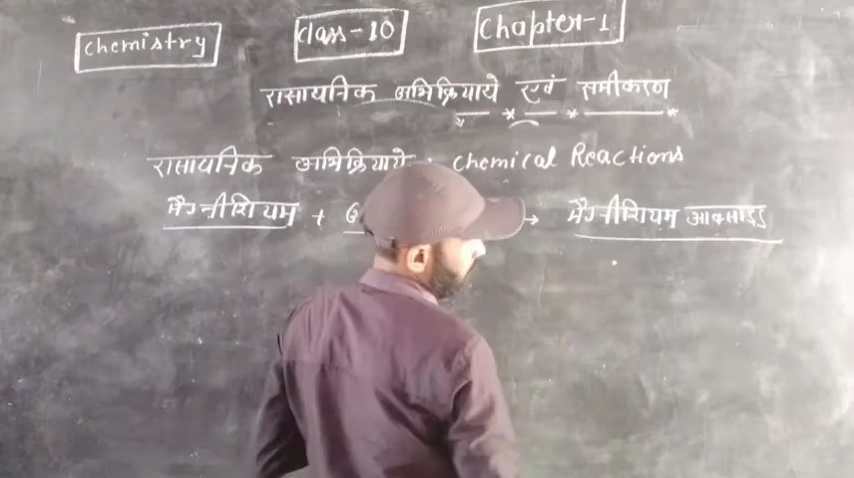 Chemistry Class-10 Chapter-1
रासायनिक अभिक्रियाये एवं समीकरण
रासायनिक अभिक्रियाये : Chemical Reactions
मैग्नीशियम + → मैग्नीशियम आक्साइड